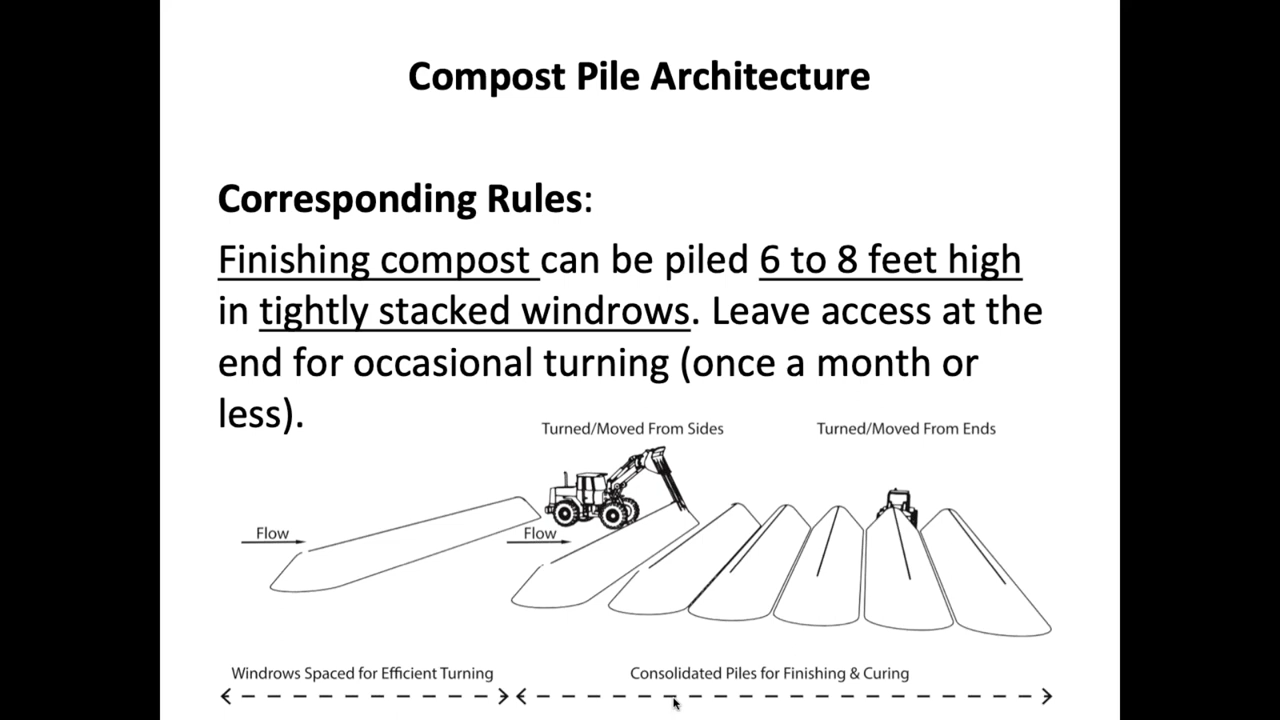 Compost Pile Architecture
Corresponding Rules:
Finishing compost can be piled 6 to 8 feet high
in tightly stacked windrows. Leave access at the
end for occasional turning (once a month or
less).
Turned/Moved From Sides
Turned/Moved From Ends
Flow
Flow
Windrows Spaced for Efficient Turning
Consolidated Piles for Finishing & Curing